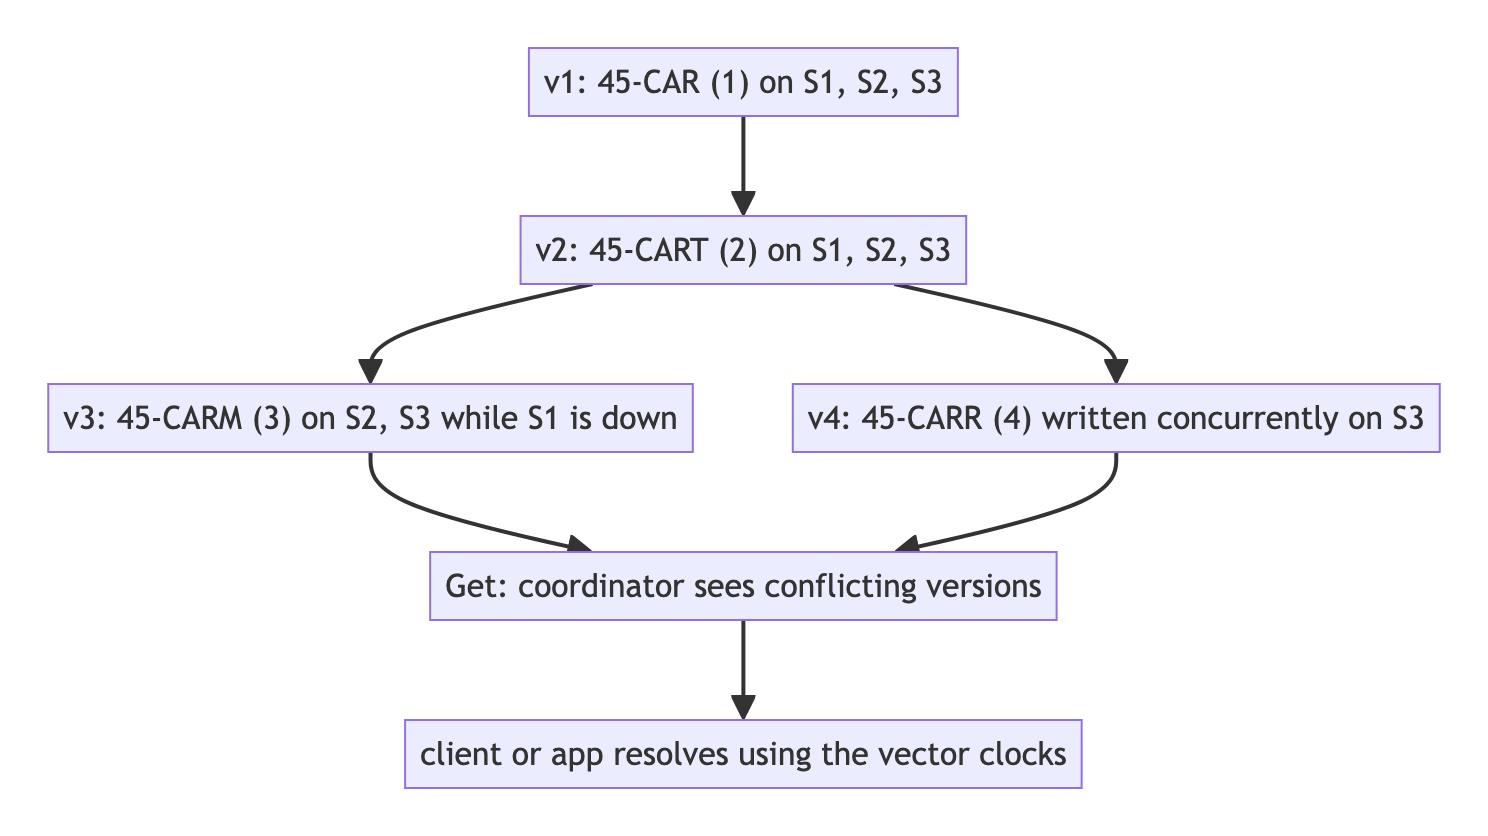 v1: 45-CAR (1) on S1, S2, S3
v2: 45-CART (2) on S1, S2, S3
v3: 45-CARM (3) on S2, S3 while S1 is down
v4: 45-CARR (4) written concurrently on S3
Get: coordinator sees conflicting versions
client or app resolves using the vector clocks